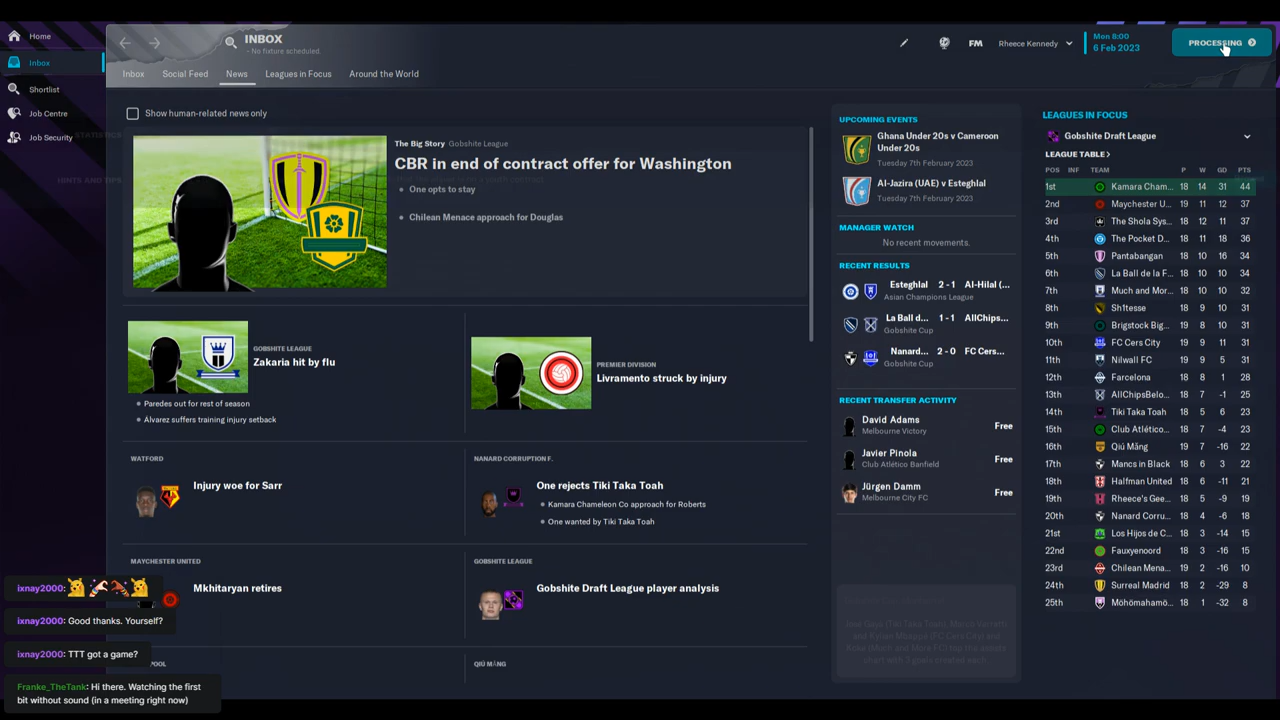 Home
Inbox
Shortlist
Job Centre
Job Security
STATISTICS
HINTS AND TIPS
INBOX
- No fixture scheduled.
FM
Rheece Kennedy
Mon 8:00
6 Feb 2023
PROCESSING
Inbox Social Feed News Leagues in Focus Around the World
Show human-related news only
The Big Story Gobshite League
CBR in end of contract offer for Washington
One opts to stay
Chilean Menace approach for Douglas
GOBSHITE LEAGUE
Zakaria hit by flu
Paredes out for rest of season
Álvarez suffers training injury setback
PREMIER DIVISION
Livramento struck by injury
WATFORD
Injury woe for Sarr
NANARD CORRUPTION F.
One rejects Tiki Taka Toah
Kamara Chameleon Co approach for Roberts
One wanted by Tiki Taka Toah
MAYCHESTER UNITED
Mkhitaryan retires
GOBSHITE LEAGUE
Gobshite Draft League player analysis
POOL
QIÚ MǍNG
UPCOMING EVENTS
Ghana Under 20s v Cameroon
Under 20s
Tuesday 7th February 2023
Al-Jazira (UAE) v Esteghlal
Tuesday 7th February 2023
MANAGER WATCH
No recent movements.
RECENT RESULTS
Esteghlal 2 - 1 Al-Hilal (...
Asian Champions League
La Ball d... 1 - 1 AllChips...
Gobshite Cup
Nanard... 2 - 0 FC Cers...
Gobshite Cup
RECENT TRANSFER ACTIVITY
David Adams Free
Melbourne Victory
Javier Pinola Free
Club Atlético Banfield
Jürgen Damm Free
Melbourne City FC
LEAGUES IN FOCUS
Gobshite Draft League
LEAGUE TABLE
POS INF TEAM P W GD PTS
1st Kamara Cham... 18 14 31 44
2nd Maychester U... 19 11 12 37
3rd The Shola Sys... 18 12 11 37
4th The Pocket D... 18 11 18 36
5th Pantabangan 18 10 16 34
6th La Ball de la F... 18 10 10 34
7th Much and Mor... 18 10 10 32
8th Sh1tesse 18 9 10 31
9th Brigstock Big... 19 8 10 31
10th FC Cers City 19 9 11 31
11th Nilwall FC 19 9 5 31
12th Farcelona 18 8 1 28
13th AllChipsBelo... 18 7 -1 25
14th Tiki Taka Toah 18 5 6 23
15th Club Atlético... 18 7 -4 23
16th Qiú Mǎng 19 7 -16 22
17th Mancs in Black 18 6 3 22
18th Halfman United 18 6 -11 21
19th Rheece's Gee... 18 5 -9 19
20th Nanard Corru... 18 4 -6 18
21st Los Hijos de C... 18 3 -14 15
22nd Fauxyenoord 18 3 -16 15
23rd Chilean Mena... 19 2 -16 10
24th Surreal Madrid 18 2 -29 8
25th Möhömahamö... 18 1 -32 8
ixnay2000:
ixnay2000: Good thanks. Yourself?
ixnay2000: TTT got a game?
Franke_TheTank: Hi there. Watching the first
bit without sound (in a meeting right now)